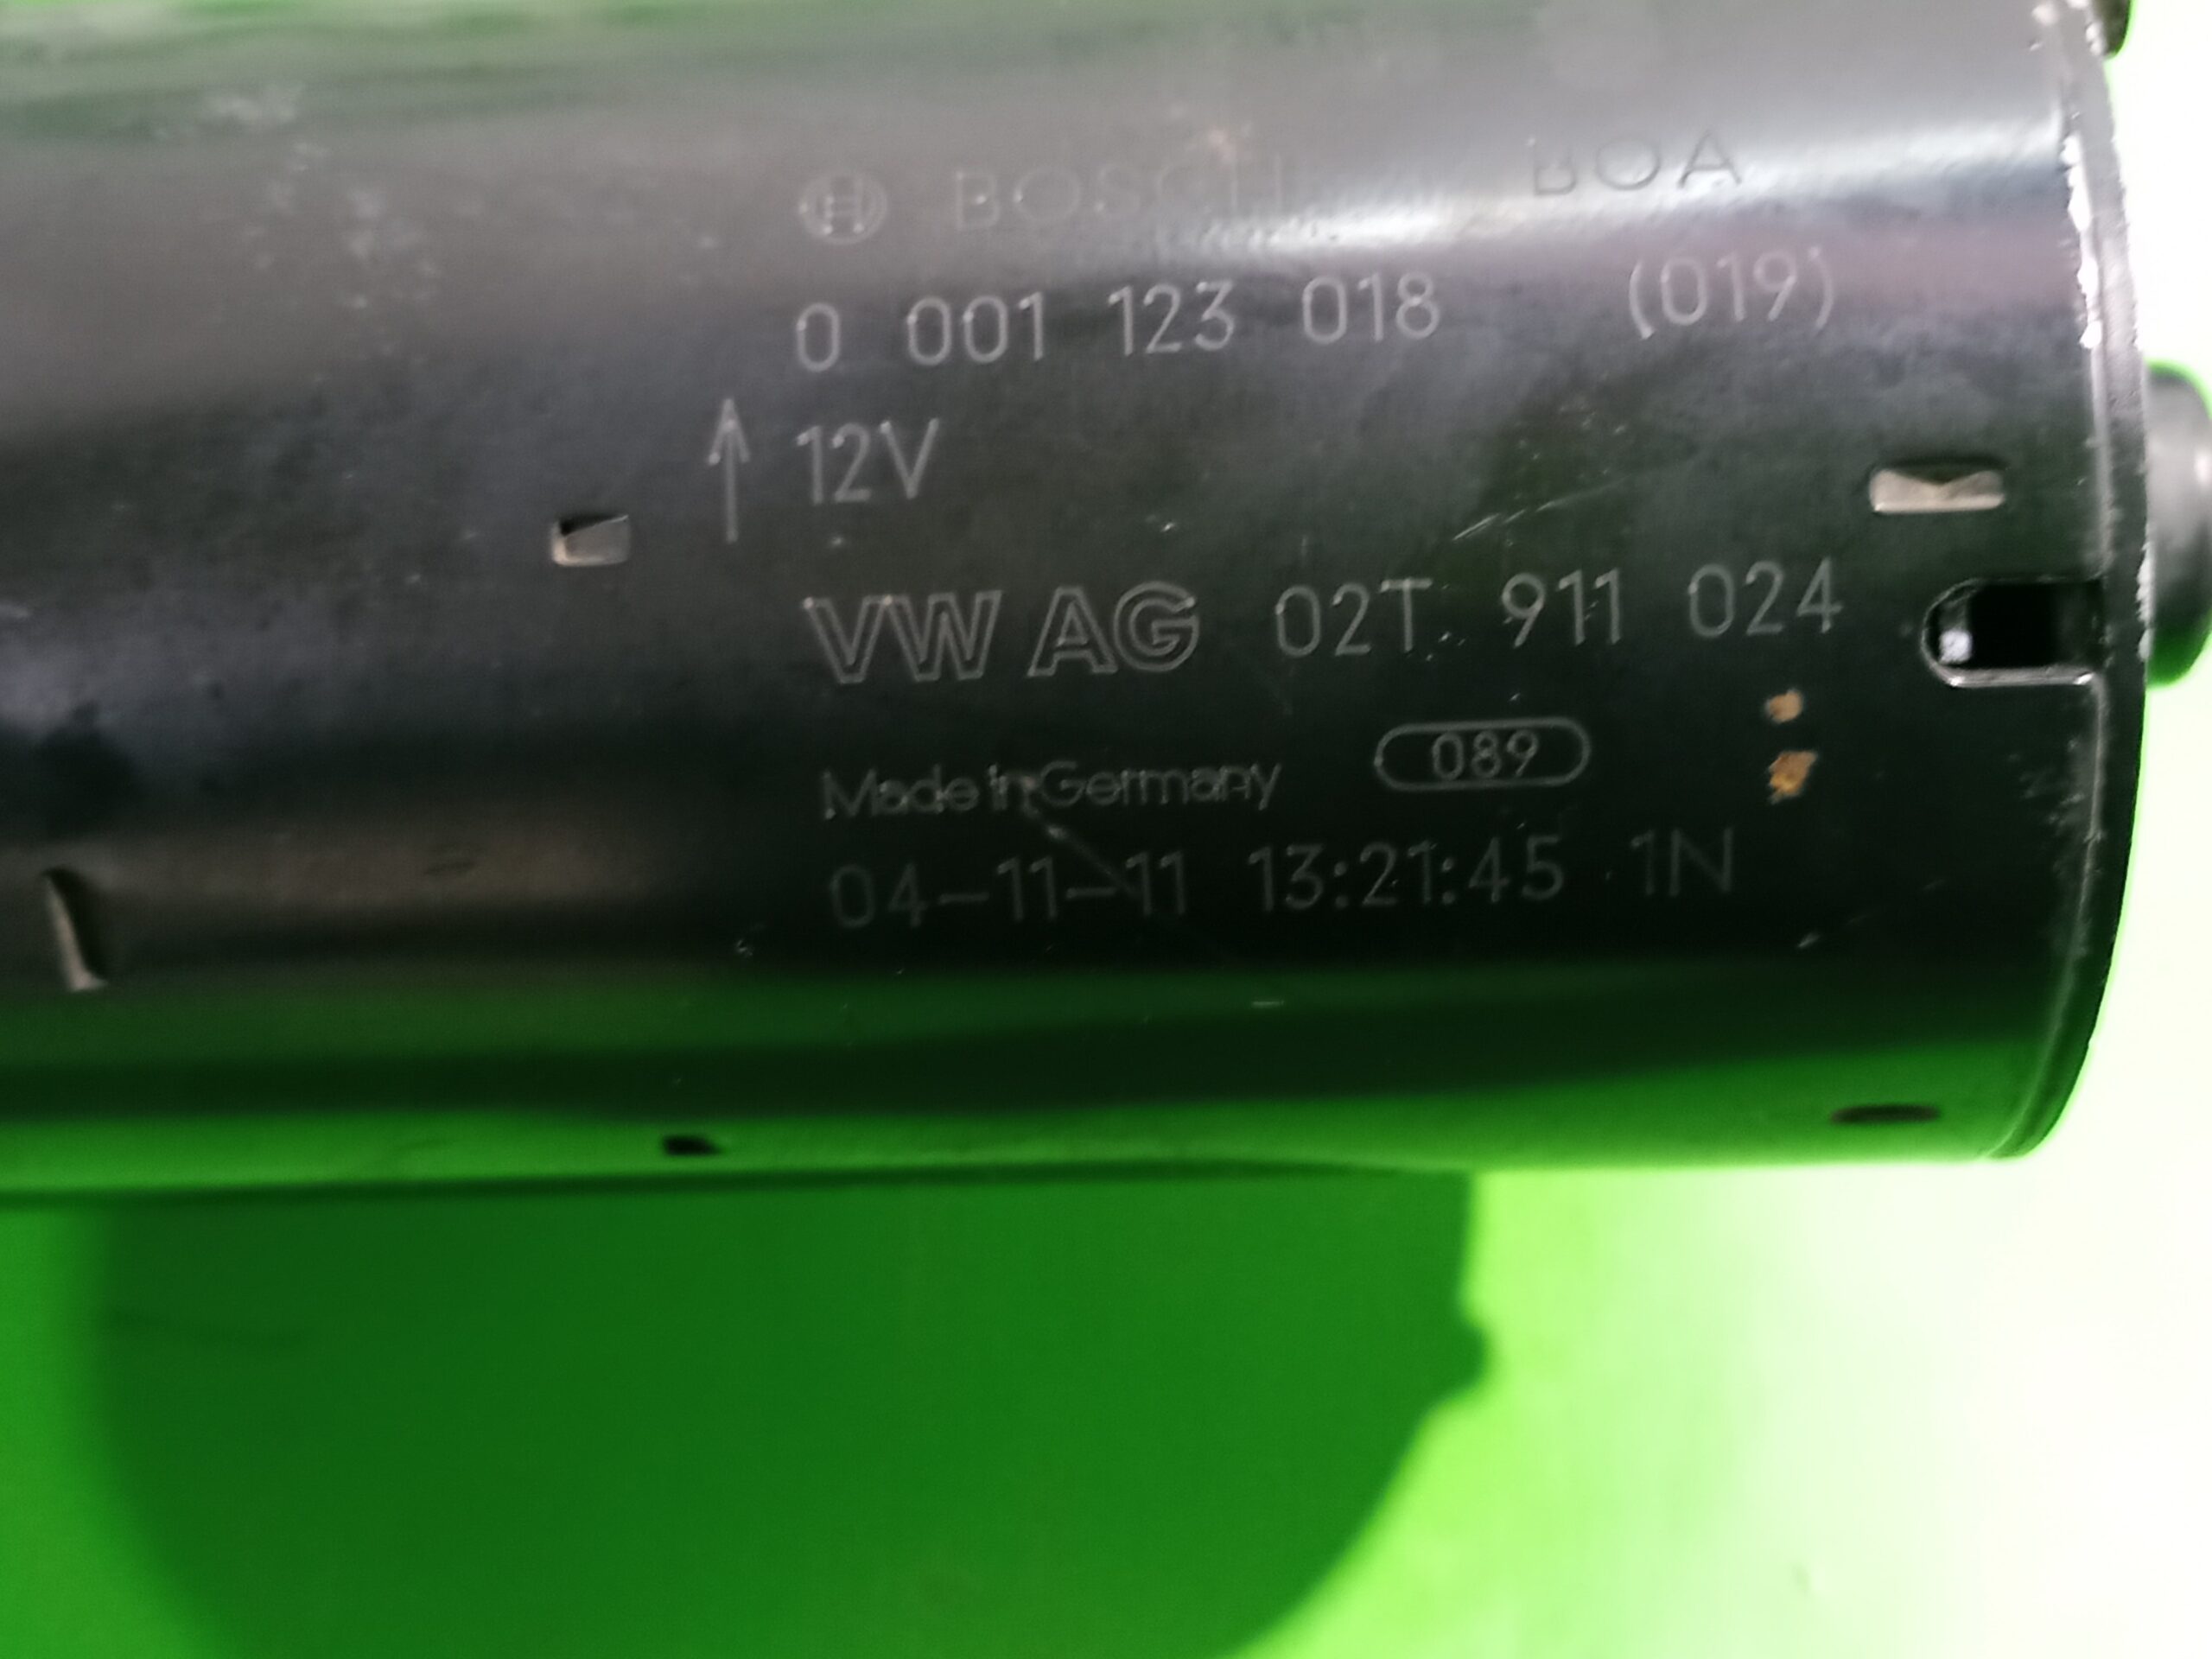 BOSCH BOA
0 001 123 018 (019)
12V
VW AG 02T 911 024
Made in Germany 089
04-11-11 13:21:45 1N